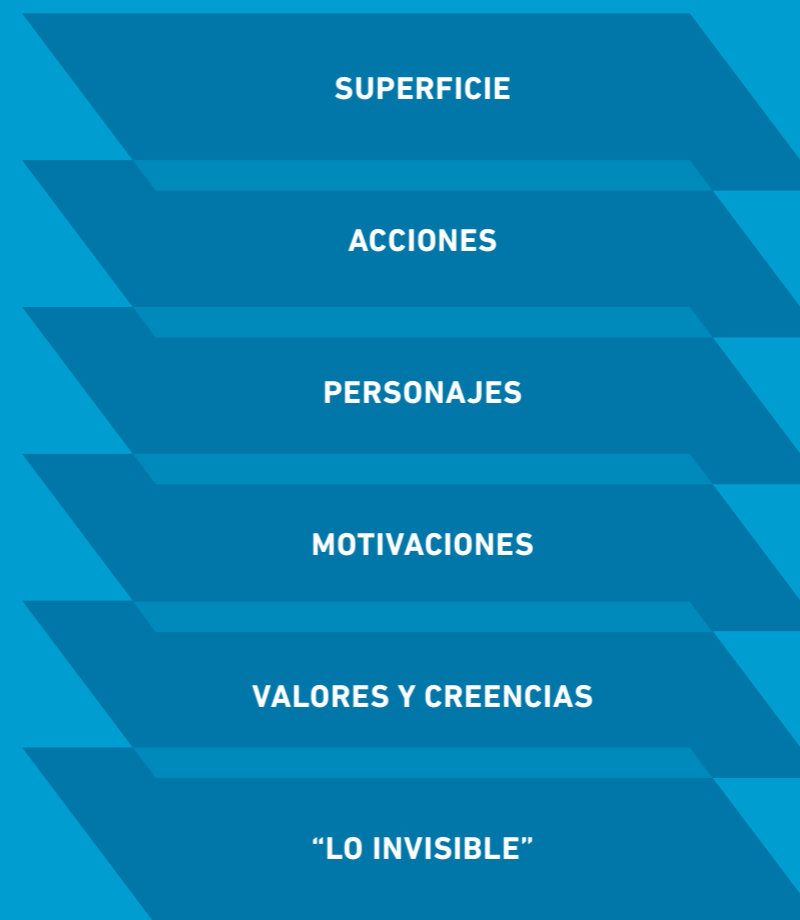 SUPERFICIE
ACCIONES
PERSONAJES
MOTIVACIONES
VALORES Y CREENCIAS
“LO INVISIBLE”